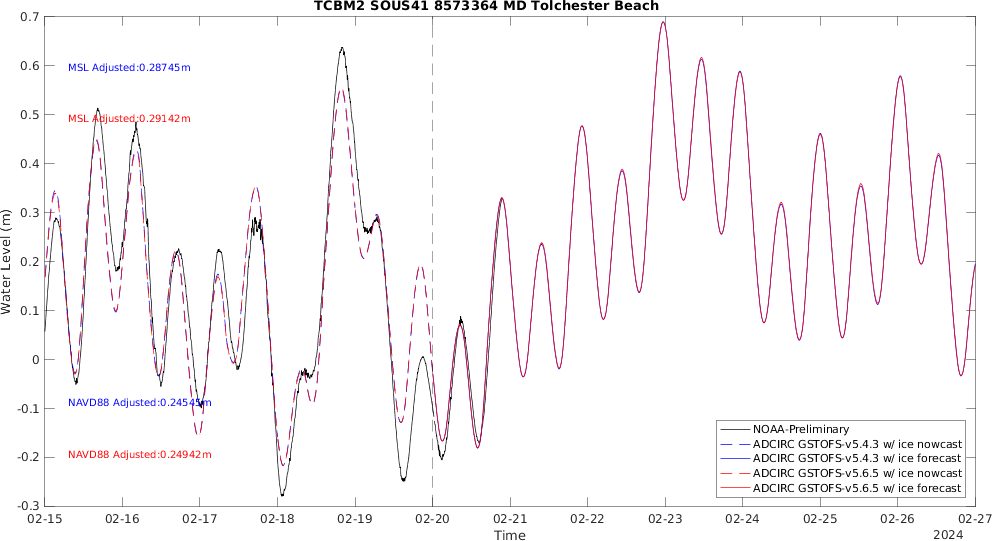 TCBM2 SOUS41 8573364 MD Tolchester Beach
0.7
0.6
0.5
0.4
0.3
0.2
0.1
0
-0.1
-0.2
-0.3
Water Level (m)
MSL Adjusted:0.28745m
MSL Adjusted:0.29142m
NAVD88 Adjusted:0.24545m
NAVD88 Adjusted:0.24942m
NOAA-Preliminary
ADCIRC GSTOFS-v5.4.3 w/ ice nowcast
ADCIRC GSTOFS-v5.4.3 w/ ice forecast
ADCIRC GSTOFS-v5.6.5 w/ ice nowcast
ADCIRC GSTOFS-v5.6.5 w/ ice forecast
02-15 02-16 02-17 02-18 02-19 02-20 02-21 02-22 02-23 02-24 02-25 02-26 02-27
Time
2024